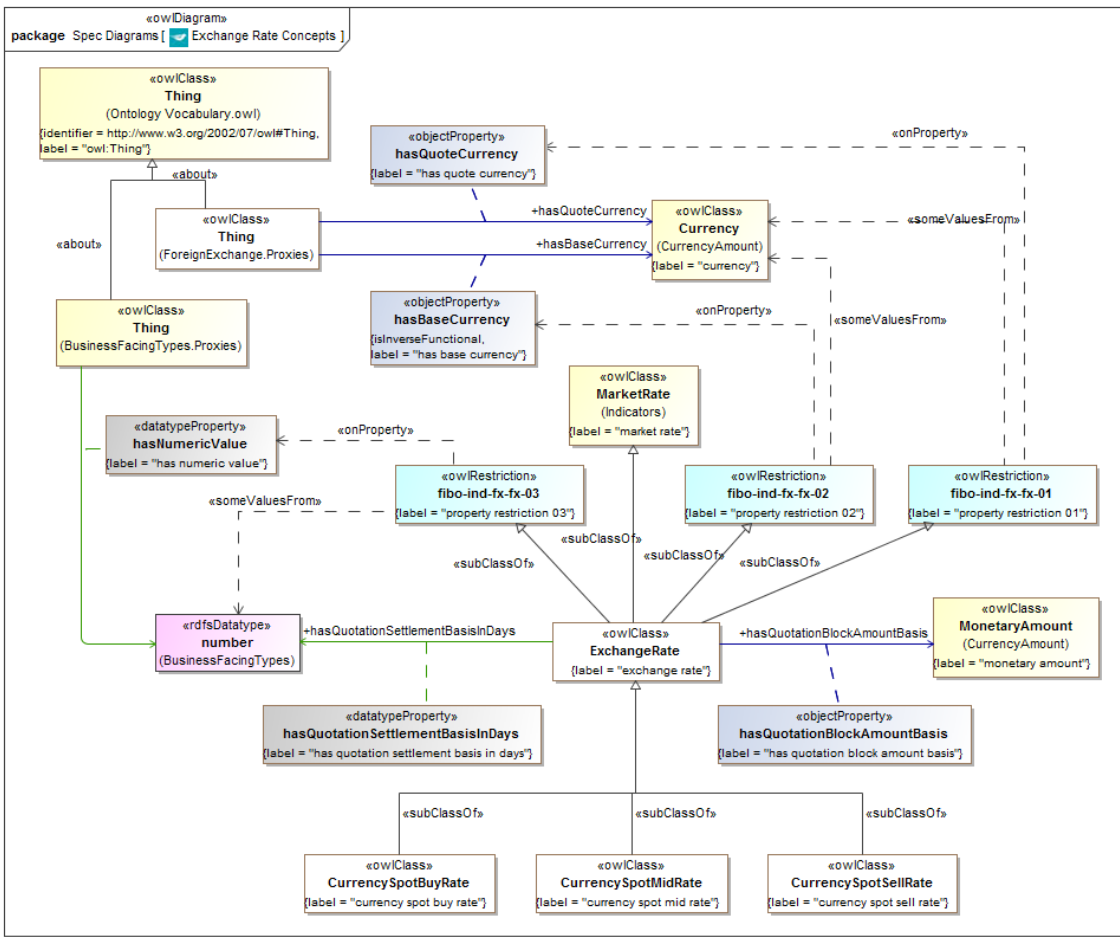 «owlDiagram»
package Spec Diagrams [ Exchange Rate Concepts ]
«owlClass»
Thing
(Ontology Vocabulary.owl)
{identifier = http://www.w3.org/2002/07/owl#Thing,
label = "owl:Thing"}
«about»
«about»
«owlClass»
Thing
(ForeignExchange.Proxies)
«owlClass»
Thing
(BusinessFacingTypes.Proxies)
«objectProperty»
hasQuoteCurrency
{label = "has quote currency"}
+hasQuoteCurrency
+hasBaseCurrency
«owlClass»
Currency
(CurrencyAmount)
{label = "currency"}
«onProperty»
«someValuesFrom»
«objectProperty»
hasBaseCurrency
{isInverseFunctional,
label = "has base currency"}
«onProperty»
«someValuesFrom»
«owlClass»
MarketRate
(Indicators)
{label = "market rate"}
«datatypeProperty»
hasNumericValue
{label = "has numeric value"}
«onProperty»
«someValuesFrom»
«owlRestriction»
fibo-ind-fx-fx-03
{label = "property restriction 03"}
«owlRestriction»
fibo-ind-fx-fx-02
{label = "property restriction 02"}
«owlRestriction»
fibo-ind-fx-fx-01
{label = "property restriction 01"}
«subClassOf»
«subClassOf»
«subClassOf»
«subClassOf»
«rdfsDatatype»
number
(BusinessFacingTypes)
+hasQuotationSettlementBasisInDays
«owlClass»
ExchangeRate
{label = "exchange rate"}
+hasQuotationBlockAmountBasis
«owlClass»
MonetaryAmount
(CurrencyAmount)
{label = "monetary amount"}
«datatypeProperty»
hasQuotationSettlementBasisInDays
{label = "has quotation settlement basis in days"}
«objectProperty»
hasQuotationBlockAmountBasis
{label = "has quotation block amount basis"}
«subClassOf»
«subClassOf»
«subClassOf»
«owlClass»
CurrencySpotBuyRate
{label = "currency spot buy rate"}
«owlClass»
CurrencySpotMidRate
{label = "currency spot mid rate"}
«owlClass»
CurrencySpotSellRate
{label = "currency spot sell rate"}